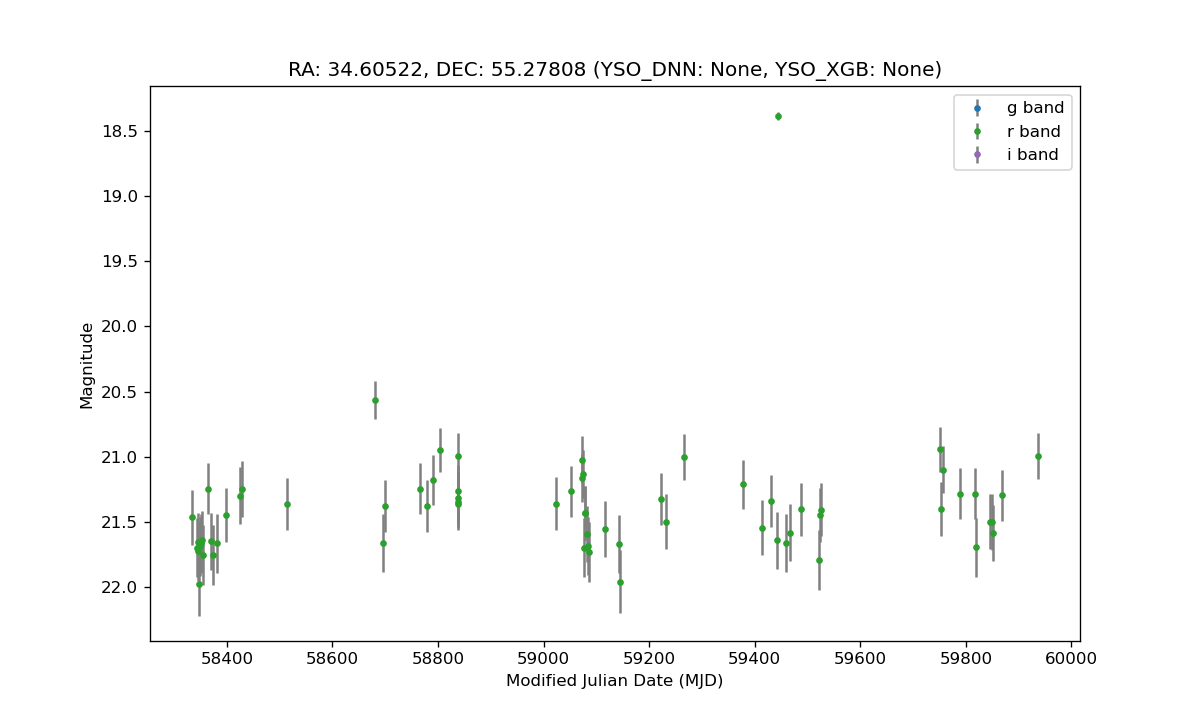 RA: 34.60522, DEC: 55.27808 (YSO_DNN: None, YSO_XGB: None)
g band
r band
i band
18.5
19.0
19.5
20.0
20.5
21.0
21.5
22.0
Magnitude
58400 58600 58800 59000 59200 59400 59600 59800 60000
Modified Julian Date (MJD)